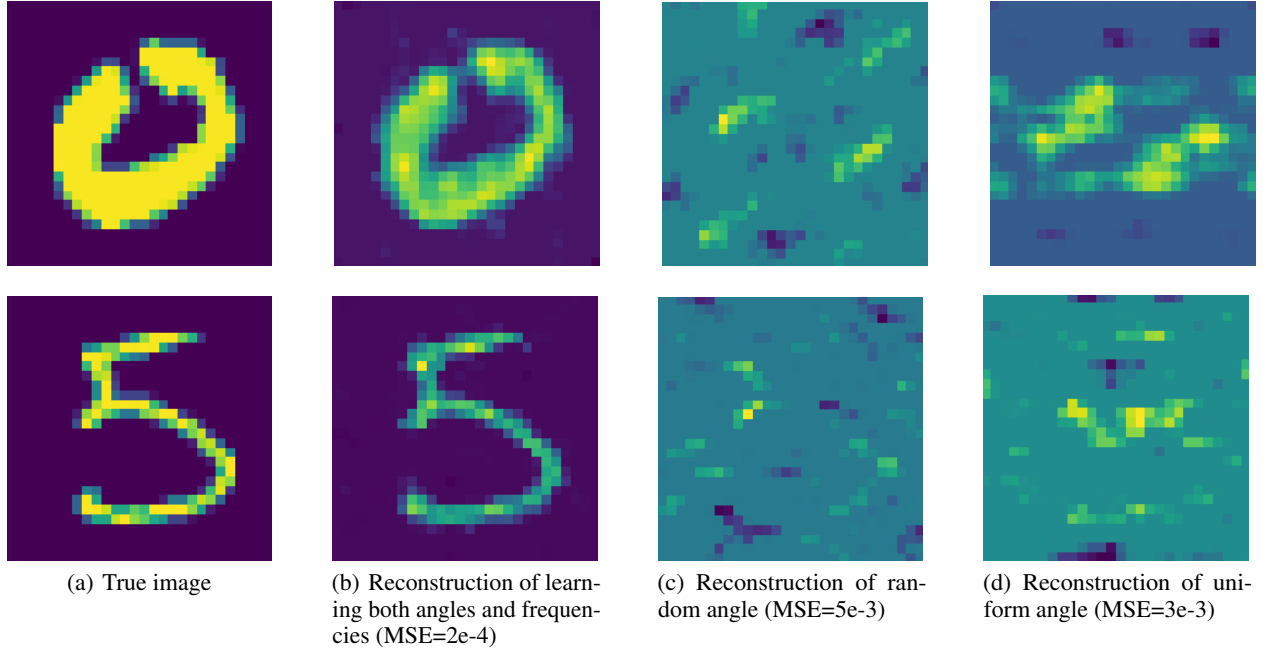 (a) True image
(b) Reconstruction of learn-
ing both angles and frequen-
cies (MSE=2e-4)
(c) Reconstruction of ran-
dom angle (MSE=5e-3)
(d) Reconstruction of uni-
form angle (MSE=3e-3)